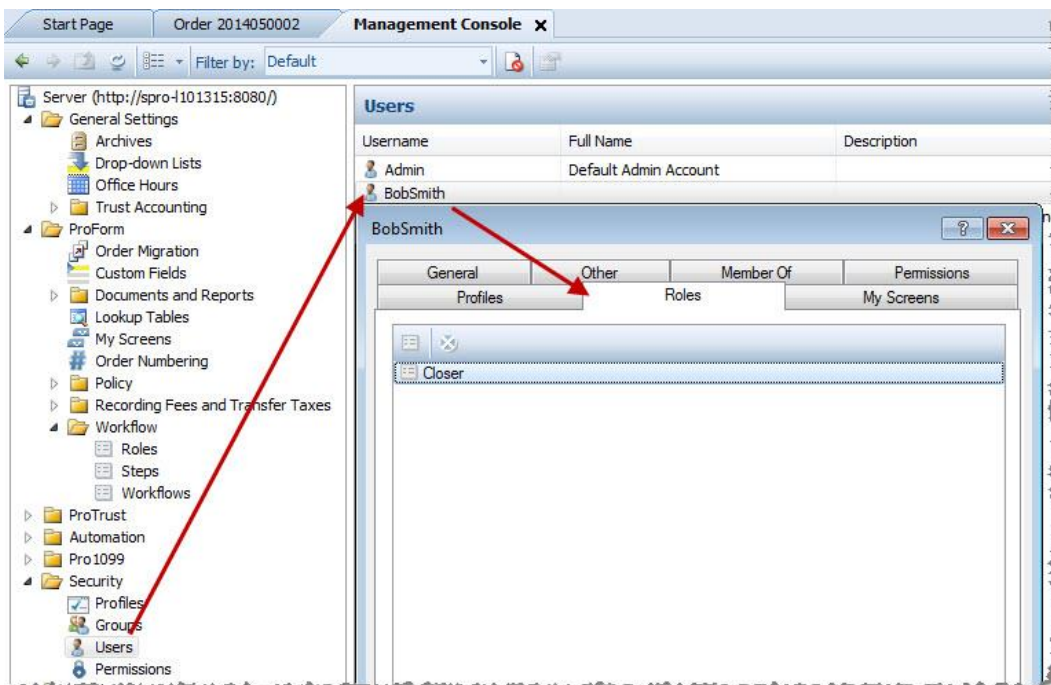 Start Page Order 2014050002 Management Console X
Filter by: Default
Server (http://spro-l101315:8080/)
General Settings
Archives
Drop-down Lists
Office Hours
Trust Accounting
ProForm
Order Migration
Custom Fields
Documents and Reports
Lookup Tables
My Screens
Order Numbering
Policy
Recording Fees and Transfer Taxes
Workflow
Roles
Steps
Workflows
ProTrust
Automation
Pro1099
Security
Profiles
Groups
Users
Permissions
Users
Username Full Name Description
Admin Default Admin Account
BobSmith
BobSmith
General Other Member Of Permissions
Profiles Roles My Screens
Closer